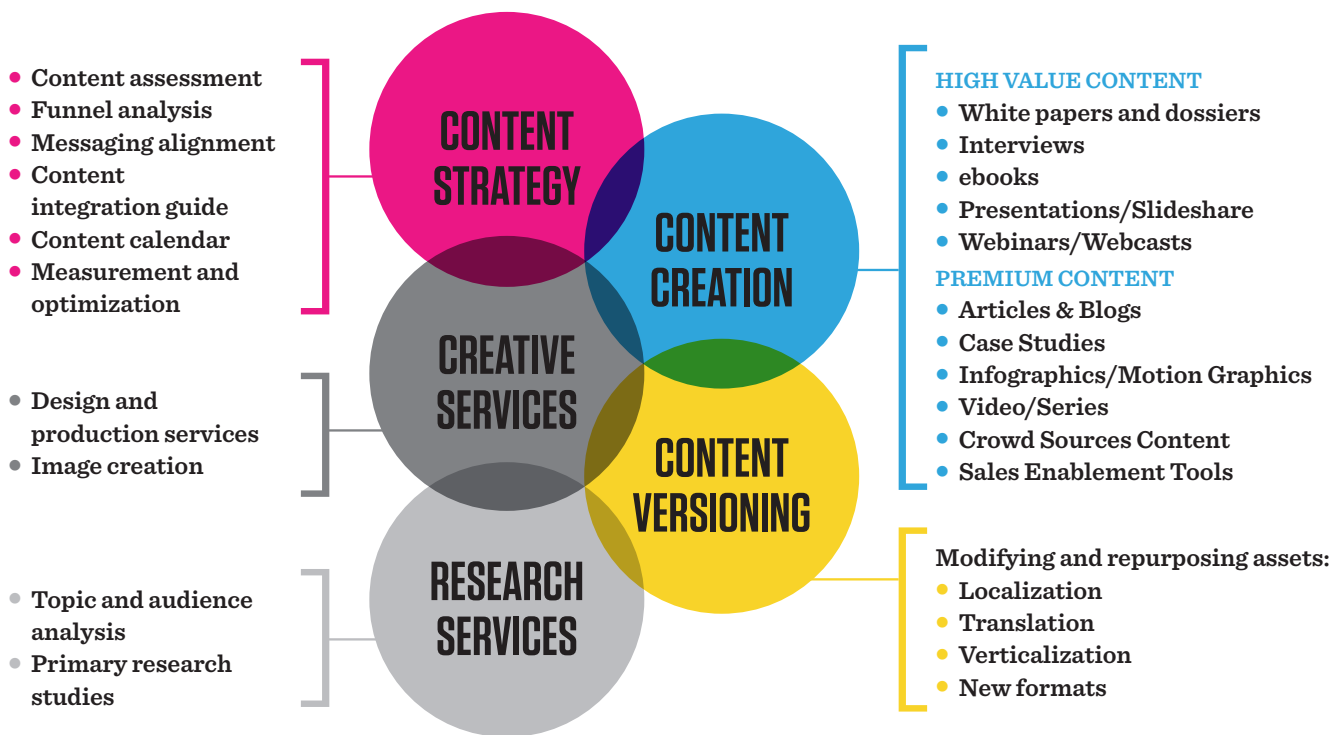 • Content assessment
• Funnel analysis
• Messaging alignment
• Content
integration guide
• Content calendar
• Measurement and
optimization
• Design and
production services
• Image creation
• Topic and audience
analysis
• Primary research
studies
CONTENT
STRATEGY
CREATIVE
SERVICES
RESEARCH
SERVICES
CONTENT
CREATION
CONTENT
VERSIONING
HIGH VALUE CONTENT
• White papers and dossiers
• Interviews
• ebooks
• Presentations/Slideshare
• Webinars/Webcasts
PREMIUM CONTENT
• Articles & Blogs
• Case Studies
• Infographics/Motion Graphics
• Video/Series
• Crowd Sources Content
• Sales Enablement Tools
Modifying and repurposing assets:
• Localization
• Translation
• Verticalization
• New formats